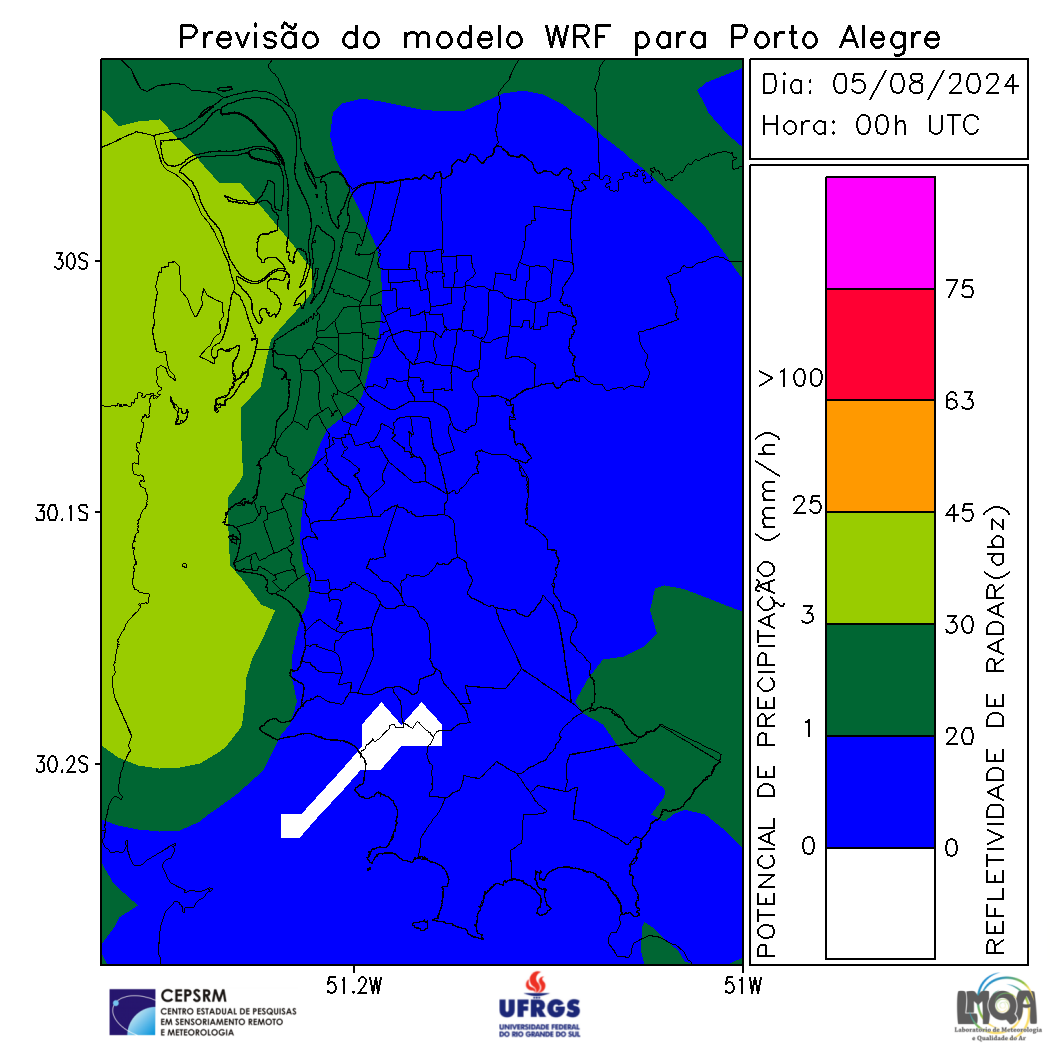 Previsão do modelo WRF para Porto Alegre
Dia: 05/08/2024
Hora: 00h UTC
30S
30.1S
30.2S
51.2W
51W
POTENCIAL DE PRECIPITAÇÃO (mm/h)
>100
25
3
1
0
75
63
45
30
20
0
REFLETIVIDADE DE RADAR(dbz)
CEPSRM
CENTRO ESTADUAL DE PESQUISAS
EM SENSORIAMENTO REMOTO
E METEOROLOGIA
UFRGS
UNIVERSIDADE FEDERAL
DO RIO GRANDE DO SUL
LMQA
Laboratório de Meteorologia
e Qualidade do Ar